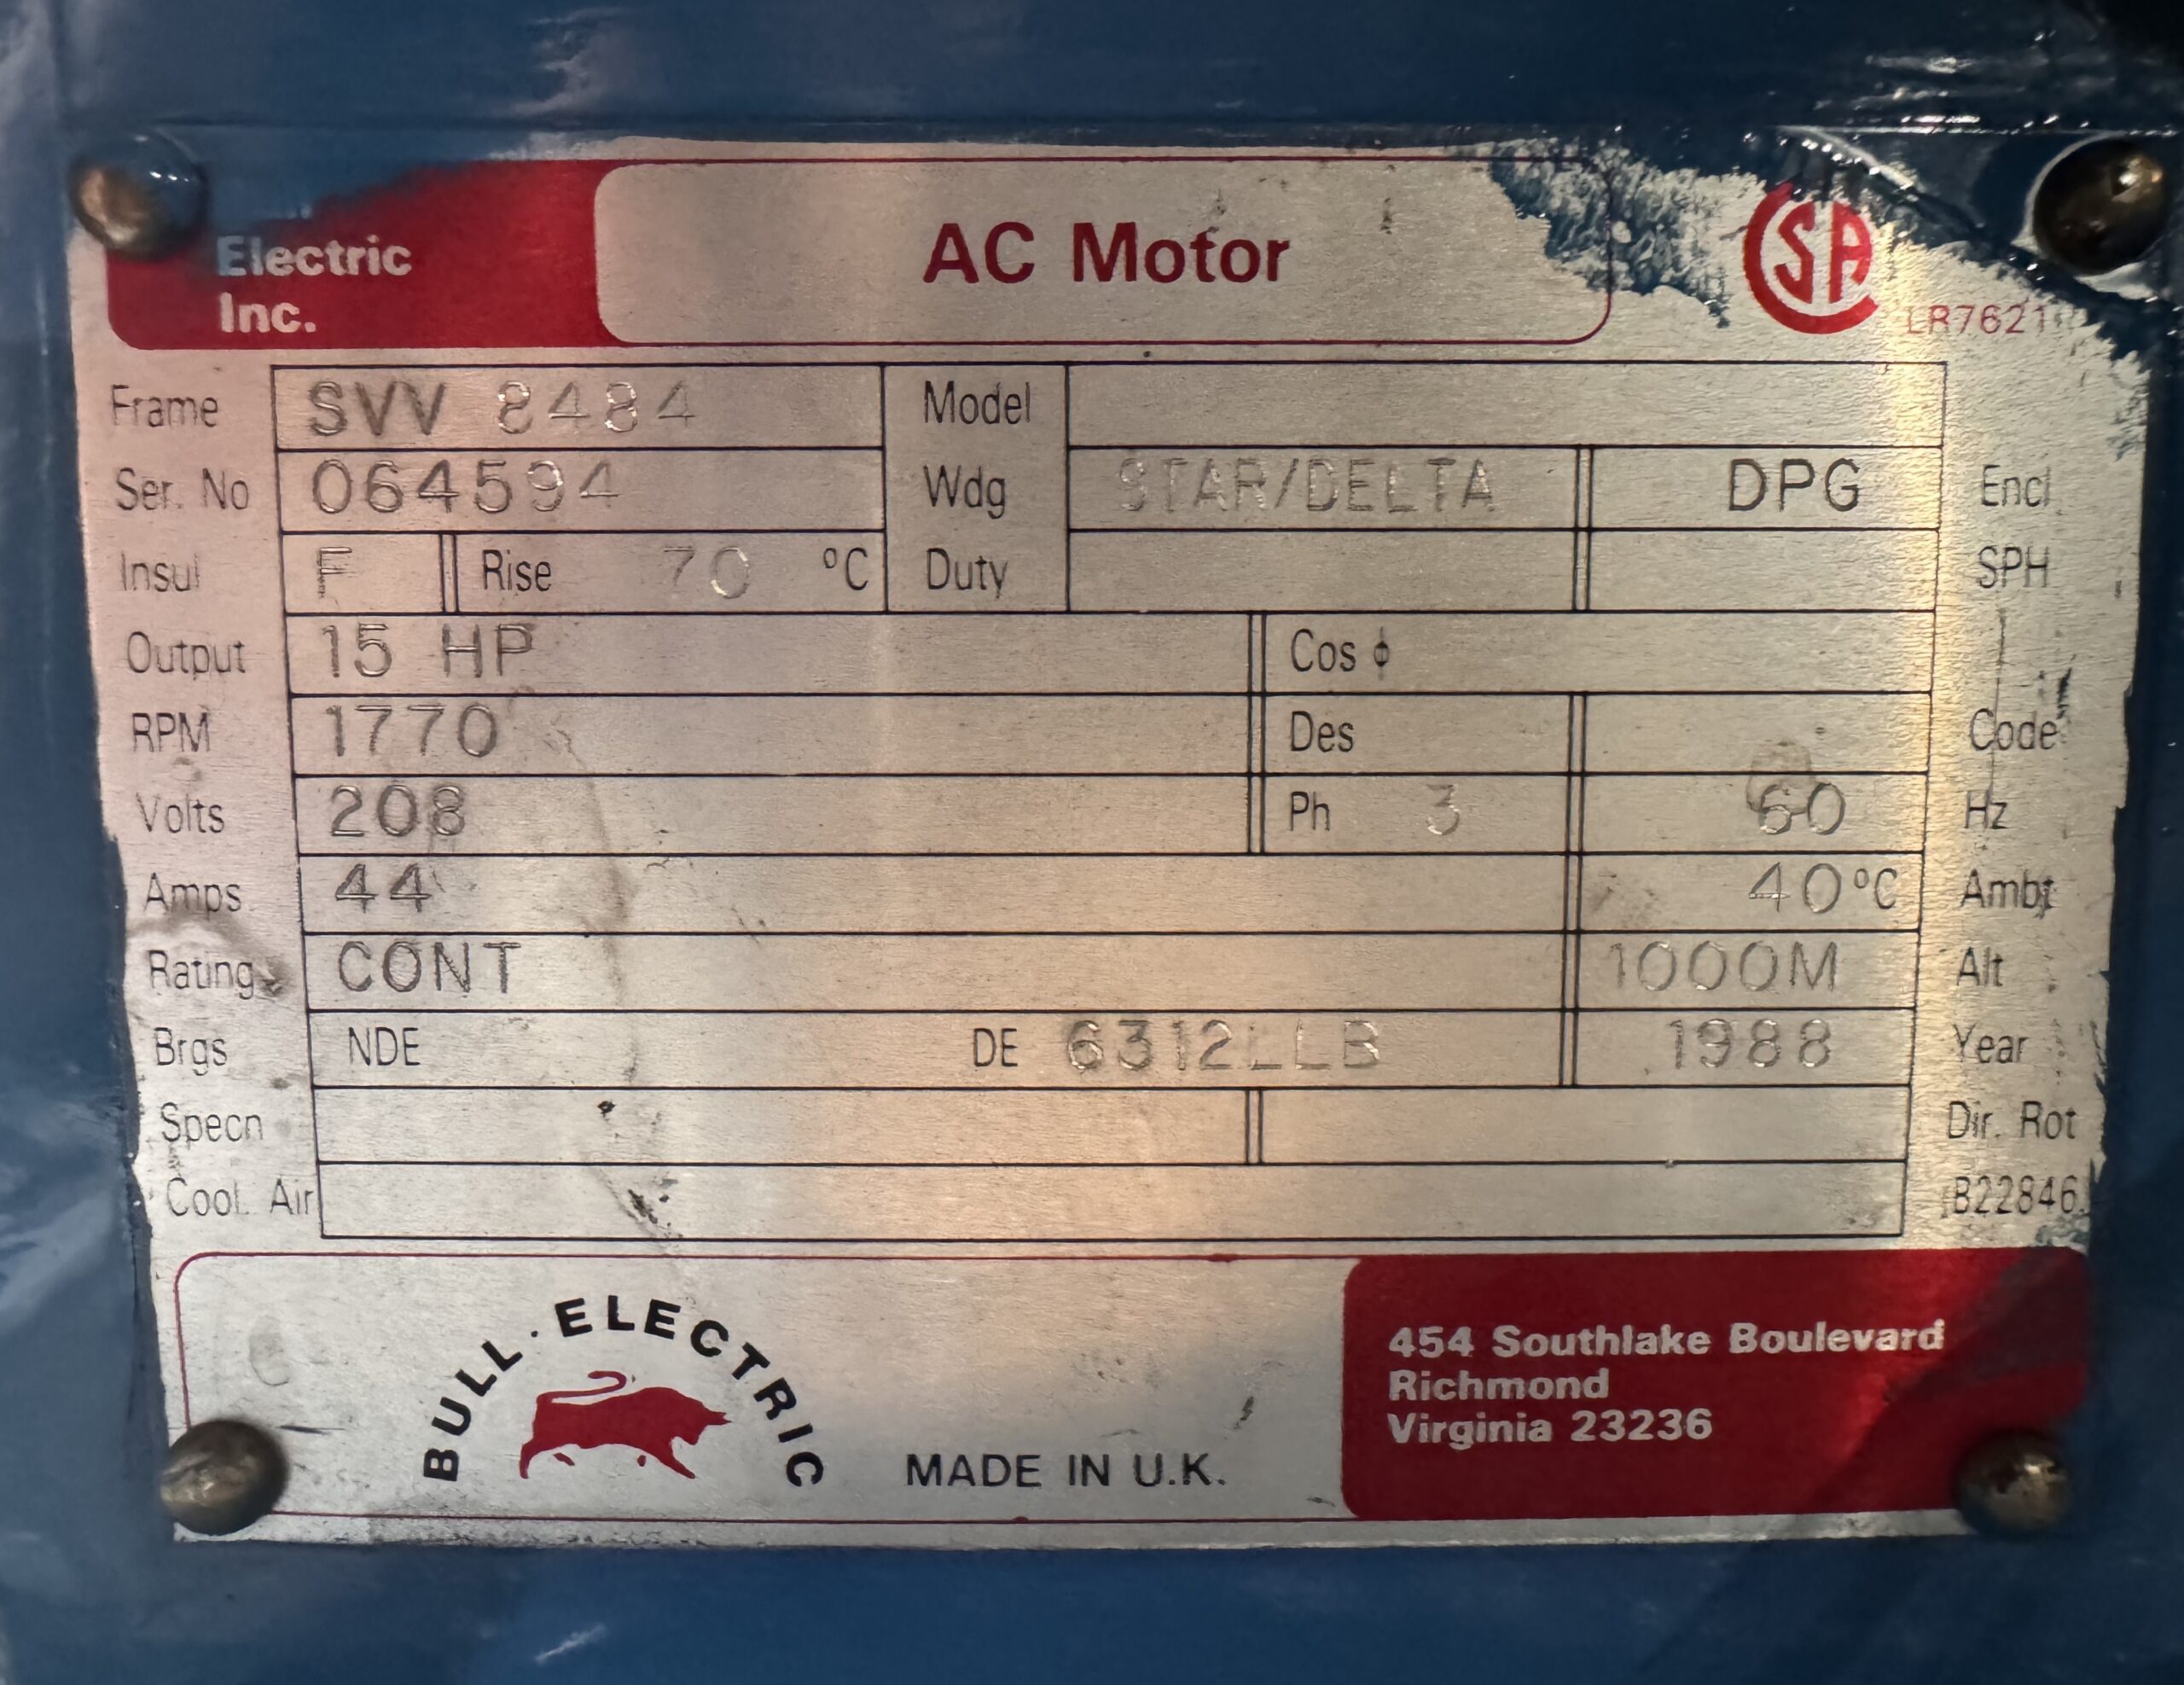 Electric
Inc.
AC Motor
LR7621
Frame SVV 8484 Model
Ser. No 064594 Wdg STAR/DELTA DPG Encl
Insul F Rise 70 °C Duty SPH
Output 15 HP Cos ϕ
RPM 1770 Des Code
Volts 208 Ph 3 60 Hz
Amps 44 40°C Ambt
Rating CONT 1000M Alt
Brgs NDE DE 6312LLB 1988 Year
Specn Dir. Rot
Cool. Air B22846
BULL·ELECTRIC
MADE IN U.K.
454 Southlake Boulevard
Richmond
Virginia 23236